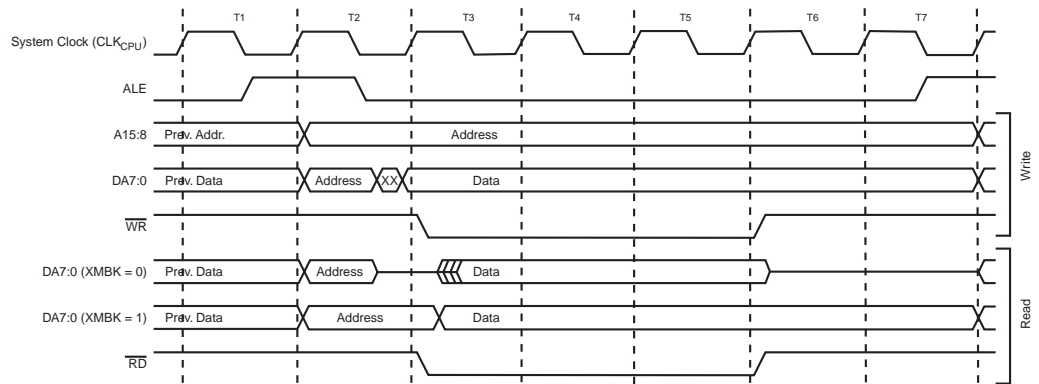 T1 T2 T3 T4 T5 T6 T7
System Clock (CLKCPU)
ALE
A15:8 Prev. Addr. Address
DA7:0 Prev. Data Address XX Data
WR
Write
DA7:0 (XMBK = 0) Prev. Data Address Data
DA7:0 (XMBK = 1) Prev. Data Address Data
RD
Read